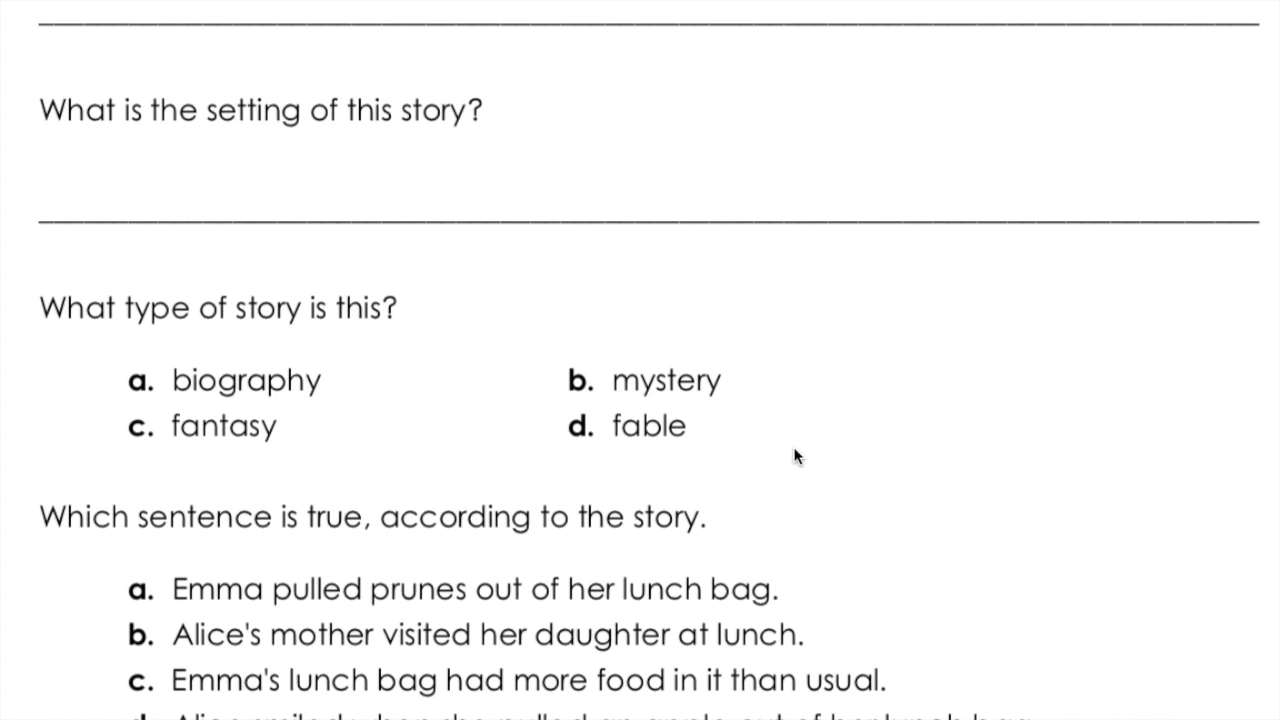 What is the setting of this story?
What type of story is this?
a. biography b. mystery
c. fantasy d. fable
Which sentence is true, according to the story.
a. Emma pulled prunes out of her lunch bag.
b. Alice's mother visited her daughter at lunch.
c. Emma's lunch bag had more food in it than usual.